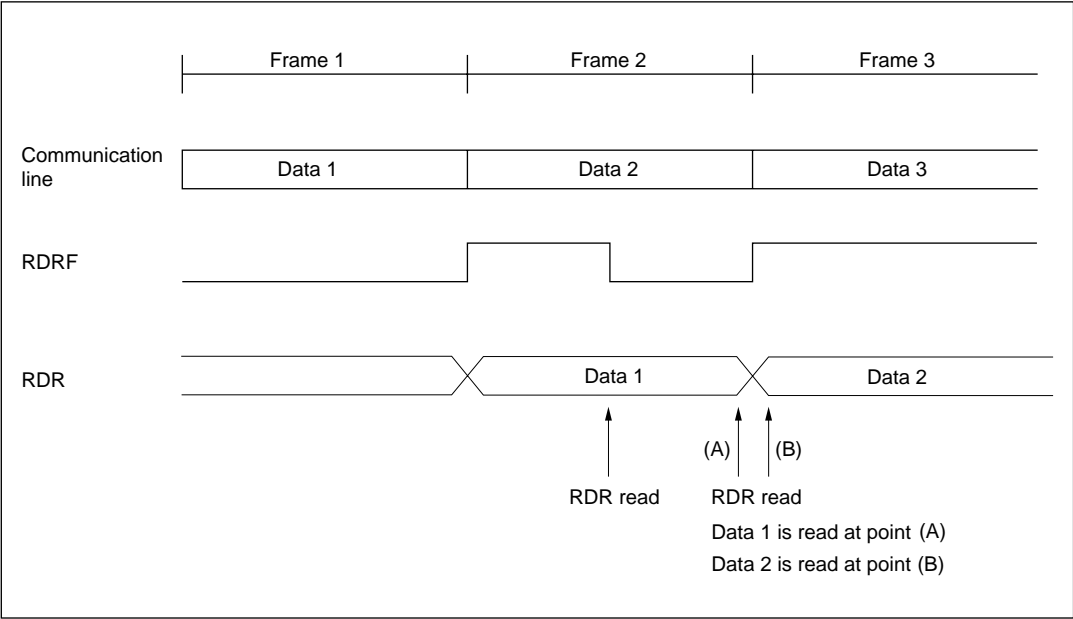 Frame 1 Frame 2 Frame 3
Communication
line
Data 1 Data 2 Data 3
RDRF
RDR
Data 1 Data 2
(A) (B)
RDR read RDR read
Data 1 is read at point (A)
Data 2 is read at point (B)